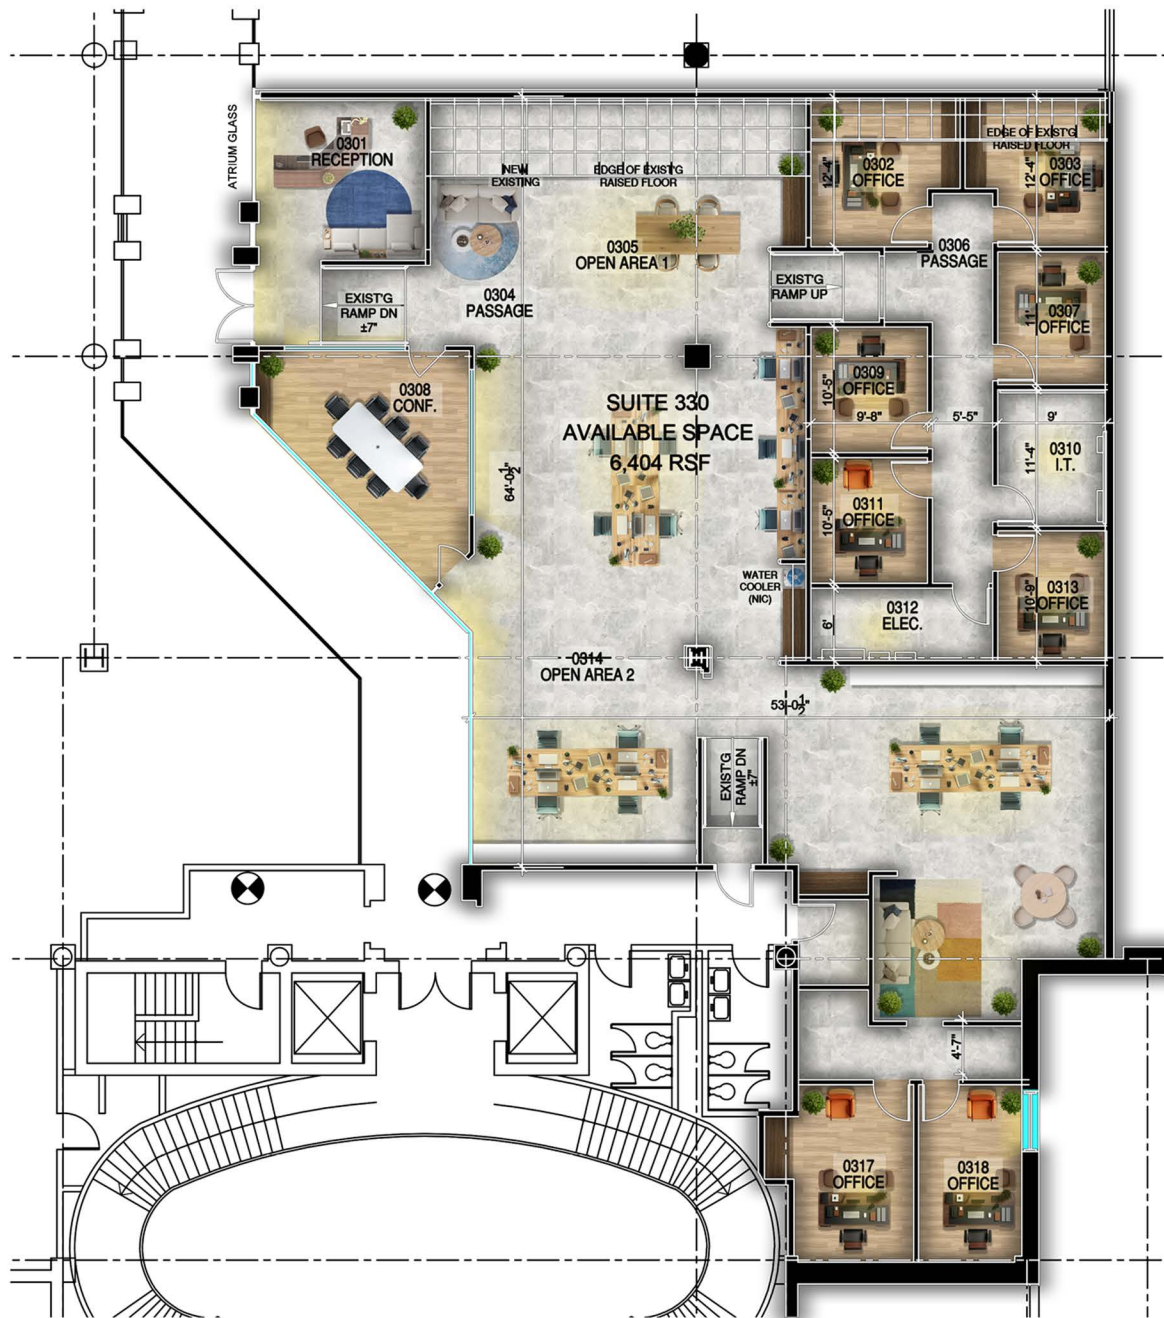 ATRIUM GLASS
0301
RECEPTION
NEW
EXISTING
EDGE OF EXIST'G
RAISED FLOOR
12'-4"
0302
OFFICE
EDGE OF EXIST'G
RAISED FLOOR
12'-4"
0303
OFFICE
0305
OPEN AREA 1
0306
PASSAGE
EXIST'G
RAMP DN
±7"
0304
PASSAGE
EXIST'G
RAMP UP
11'
0307
OFFICE
0308
CONF.
0309
OFFICE
10'-5"
9'-8"
5'-5"
9'
SUITE 330
AVAILABLE SPACE
6,404 RSF
64'-0½"
11'-4"
0310
I.T.
10'-5"
0311
OFFICE
WATER
COOLER
(NIC)
0312
ELEC.
6'
10'-9"
0313
OFFICE
0314
OPEN AREA 2
53'-0½"
EXIST'G
RAMP DN
±7"
4'-7"
0317
OFFICE
0318
OFFICE